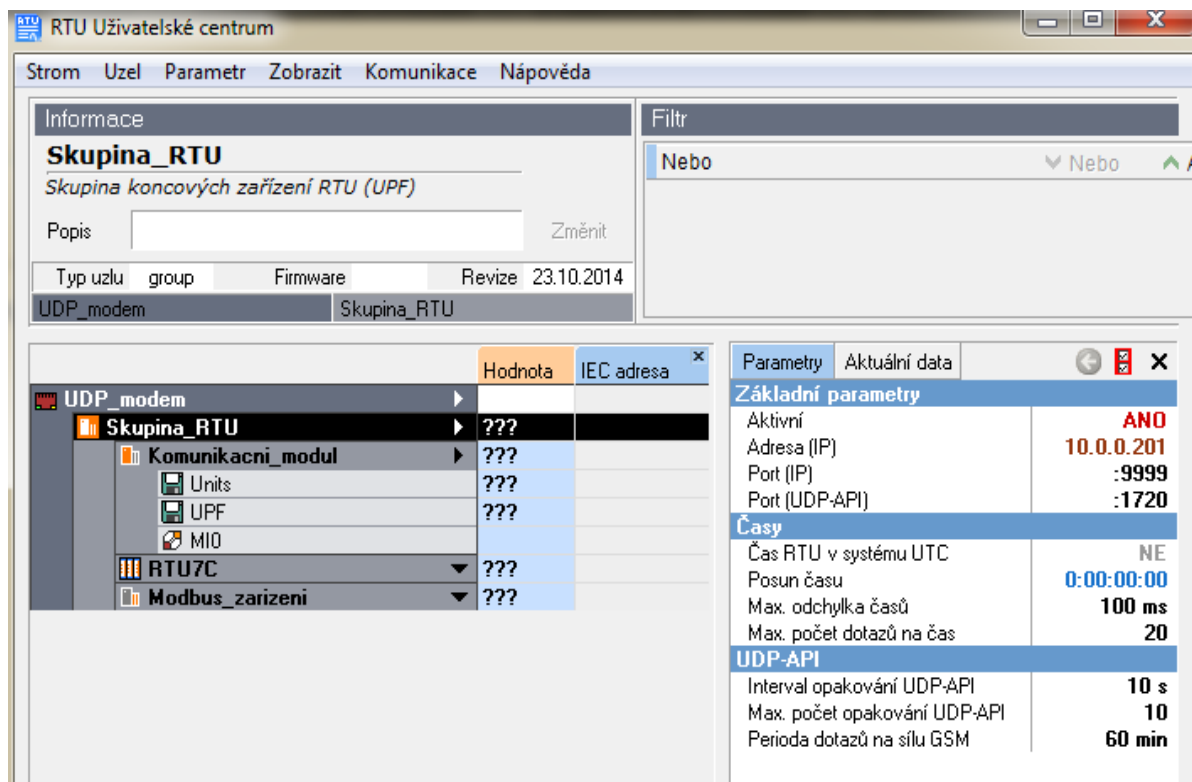 RTU Uživatelské centrum
Strom Uzel Parametr Zobrazit Komunikace Nápověda
Informace
Skupina_RTU
Skupina koncových zařízení RTU (UPF)
Popis Změnit
Typ uzlu group Firmware Revize 23.10.2014
UDP_modem Skupina_RTU
Filtr
Nebo Nebo A
Hodnota IEC adresa
UDP_modem
Skupina_RTU ???
Komunikacni_modul ???
Units ???
UPF ???
MIO
RTU7C ???
Modbus_zarizeni ???
Parametry Aktuální data
Základní parametry
Aktivní ANO
Adresa (IP) 10.0.0.201
Port (IP) :9999
Port (UDP-API) :1720
Časy
Čas RTU v systému UTC NE
Posun času 0:00:00:00
Max. odchylka časů 100 ms
Max. počet dotazů na čas 20
UDP-API
Interval opakování UDP-API 10 s
Max. počet opakování UDP-API 10
Perioda dotazů na sílu GSM 60 min